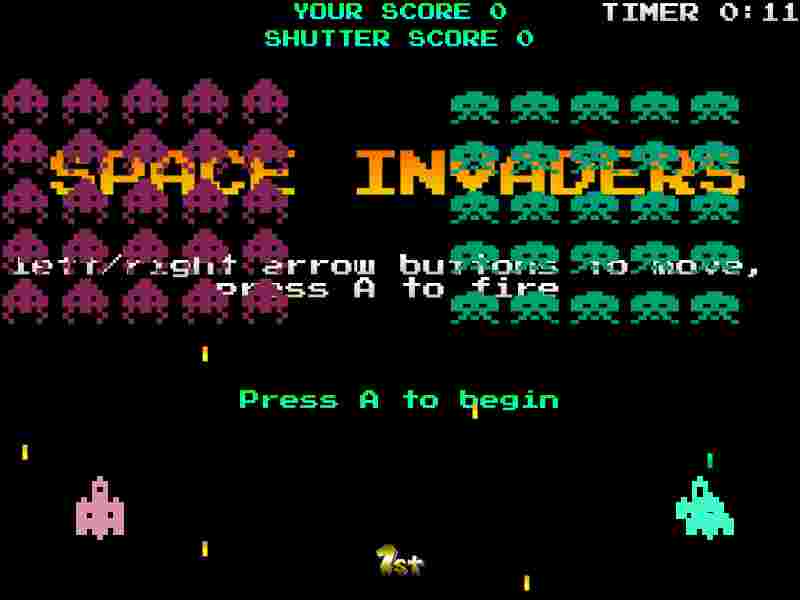 YOUR SCORE 0
TIMER 0:11
SHUTTER SCORE 0
SPACE INVADERS
left/right arrow buttons to move,
press A to fire
Press A to begin
1st